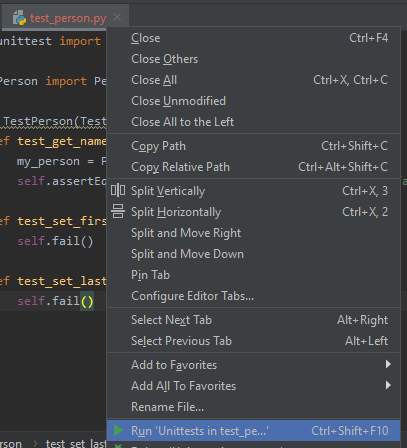 test_person.py
unittest import
Person import Pe
TestPerson(Tes
ef test_get_name
my_person = P
self.assertEq
ef test_set_firs
self.fail()
ef test_set_last
self.fail()
Close Ctrl+F4
Close Others
Close All Ctrl+X, Ctrl+C
Close Unmodified
Close All to the Left
Copy Path Ctrl+Shift+C
Copy Relative Path Ctrl+Alt+Shift+C
Split Vertically Ctrl+X, 3
Split Horizontally Ctrl+X, 2
Split and Move Right
Split and Move Down
Pin Tab
Configure Editor Tabs...
Select Next Tab Alt+Right
Select Previous Tab Alt+Left
Add to Favorites
Add All To Favorites
Rename File...
Run 'Unittests in test_pe...' Ctrl+Shift+F10
rson › test_set_last